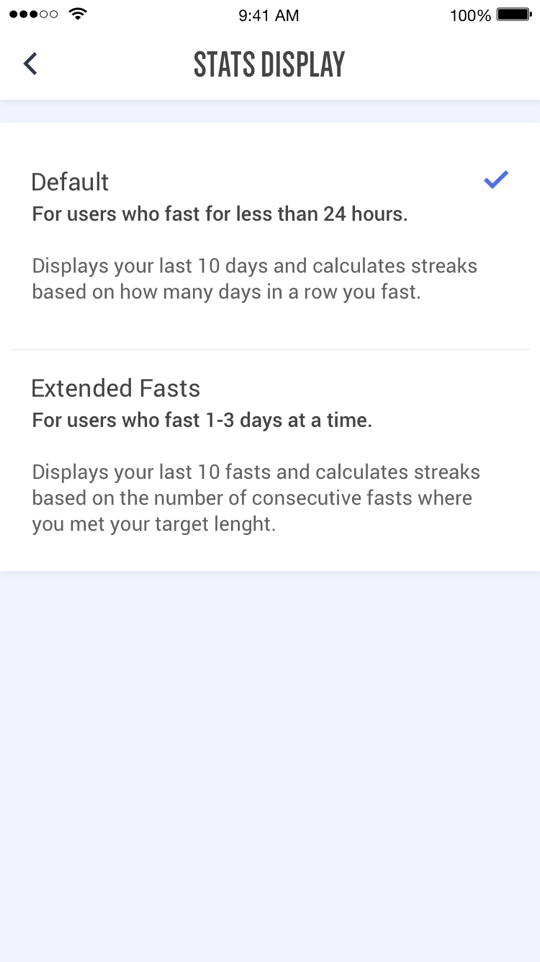 9:41 AM
100%
STATS DISPLAY
Default
For users who fast for less than 24 hours.
Displays your last 10 days and calculates streaks
based on how many days in a row you fast.
Extended Fasts
For users who fast 1-3 days at a time.
Displays your last 10 fasts and calculates streaks
based on the number of consecutive fasts where
you met your target lenght.